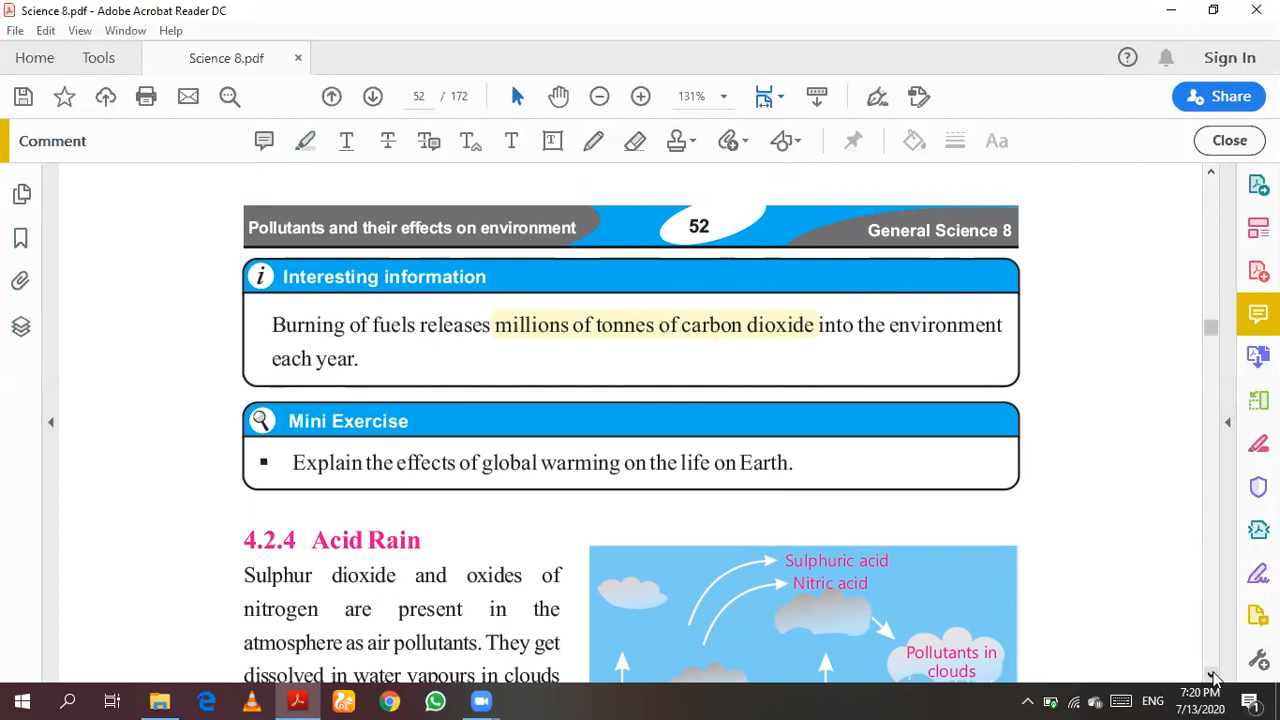 Science 8.pdf - Adobe Acrobat Reader DC
File Edit View Window Help
Home Tools Science 8.pdf × Sign In
52 / 172 131% Share
Comment Close
Pollutants and their effects on environment 52 General Science 8
i Interesting information
Burning of fuels releases millions of tonnes of carbon dioxide into the environment
each year.
Mini Exercise
▪ Explain the effects of global warming on the life on Earth.
4.2.4 Acid Rain
Sulphur dioxide and oxides of
nitrogen are present in the
atmosphere as air pollutants. They get
dissolved in water vapours in clouds
Sulphuric acid
Nitric acid
Pollutants in
clouds
ENG
7:20 PM
7/13/2020
1